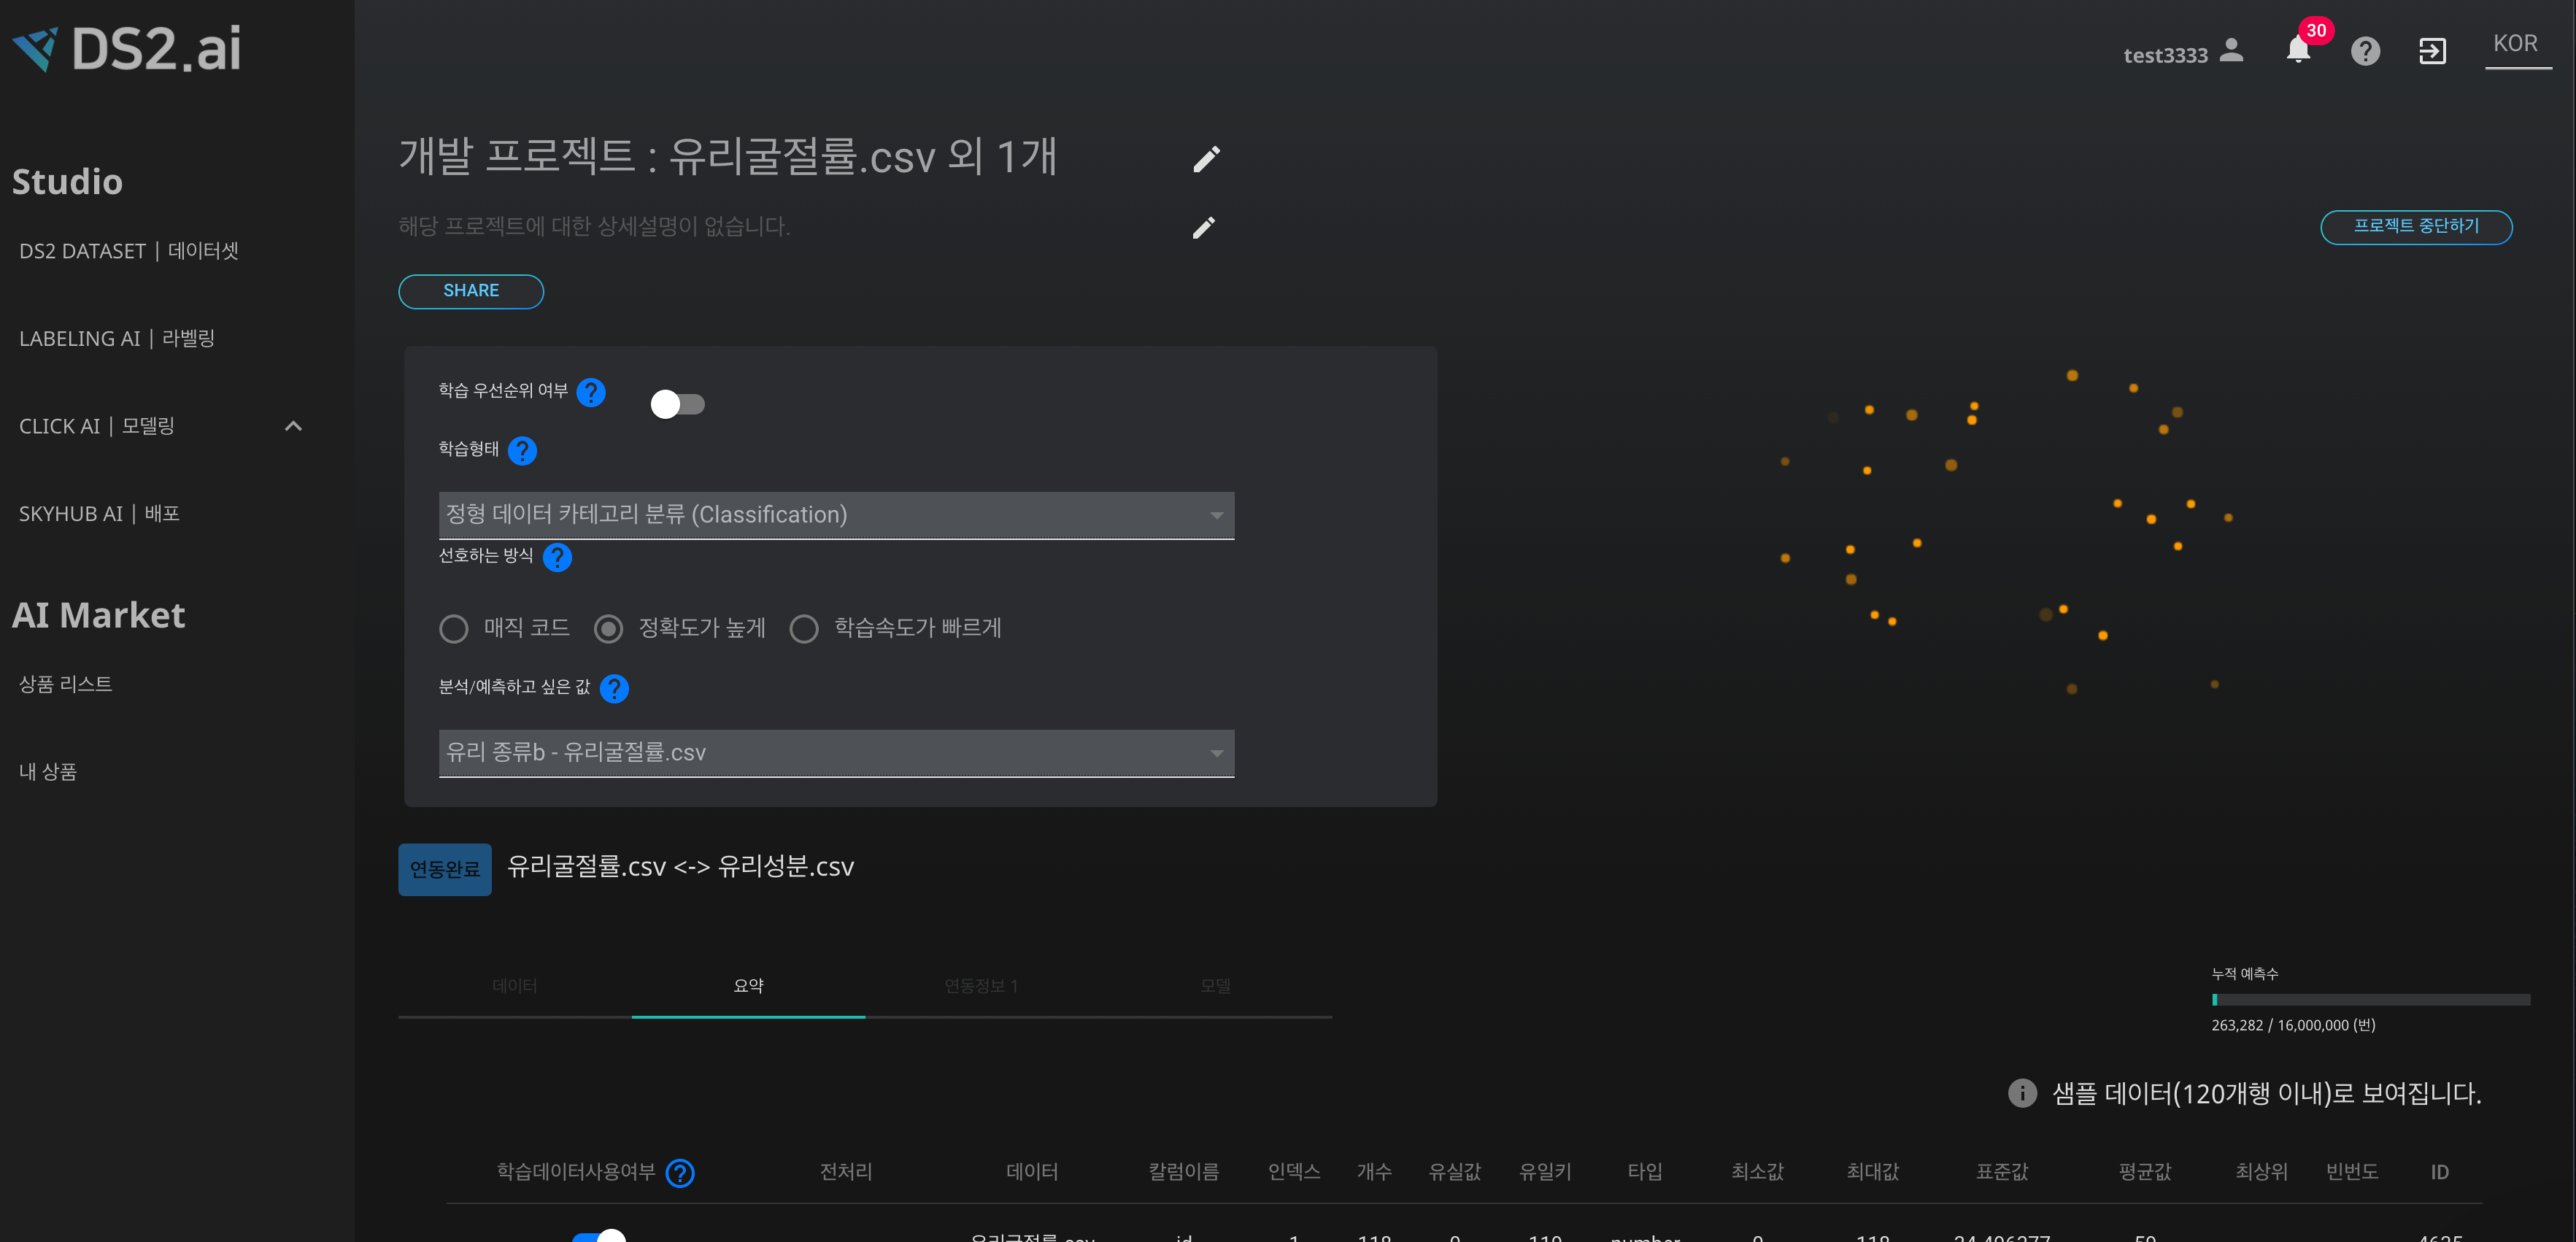 DS2.ai
test3333
30
KOR
Studio
DS2 DATASET | 데이터셋
LABELING AI | 라벨링
CLICK AI | 모델링
SKYHUB AI | 배포
AI Market
상품 리스트
내 상품
개발 프로젝트 : 유리굴절률.csv 외 1개
해당 프로젝트에 대한 상세설명이 없습니다.
프로젝트 중단하기
SHARE
학습 우선순위 여부 ?
학습형태 ?
정형 데이터 카테고리 분류 (Classification)
선호하는 방식 ?
매직 코드 정확도가 높게 학습속도가 빠르게
분석/예측하고 싶은 값 ?
유리 종류b - 유리굴절률.csv
연동완료 유리굴절률.csv <-> 유리성분.csv
데이터 요약 연동정보 1 모델
누적 예측수
263,282 / 16,000,000 (번)
샘플 데이터(120개행 이내)로 보여집니다.
학습데이터사용여부 ? 전처리 데이터 칼럼이름 인덱스 개수 유실값 유일키 타입 최소값 최대값 표준값 평균값 최상위 빈번도 ID